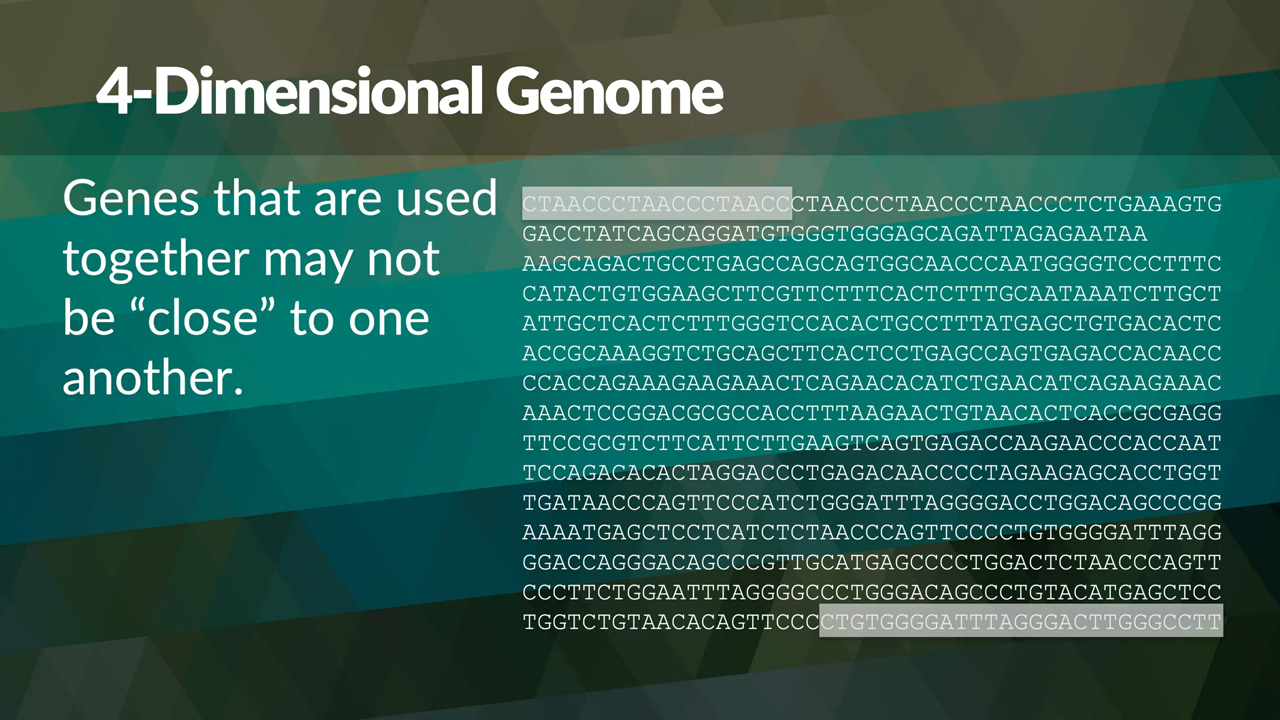 4-Dimensional Genome
Genes that are used
together may not
be “close” to one
another.
CTAACCCTAACCCTAACCCTAACCCTAACCCTAACCCTCTGAAAGTG
GACCTATCAGCAGGATGTGGGTGGGAGCAGATTAGAGAATAA
AAGCAGACTGCCTGAGCCAGCAGTGGCAACCCAATGGGGTCCCTTTC
CATACTGTGGAAGCTTCGTTCTTTCACTCTTTGCAATAAATCTTGCT
ATTGCTCACTCTTTGGGTCCACACTGCCTTTATGAGCTGTGACACTC
ACCGCAAAGGTCTGCAGCTTCACTCCTGAGCCAGTGAGACCACAACC
CCACCAGAAAGAAGAAACTCAGAACACATCTGAACATCAGAAGAAAC
AAACTCCGGACGCGCCACCTTTAAGAACTGTAACACTCACCGCGAGG
TTCCGCGTCTTCATTCTTGAAGTCAGTGAGACCAAGAACCCACCAAT
TCCAGACACACTAGGACCCTGAGACAACCCCTAGAAGAGCACCTGGT
TGATAACCCAGTTCCCATCTGGGATTTAGGGGACCTGGACAGCCCGG
AAAATGAGCTCCTCATCTCTAACCCAGTTCCCCTGTGGGGATTTAGG
GGACCAGGGACAGCCCGTTGCATGAGCCCCTGGACTCTAACCCAGTT
CCCTTCTGGAATTTAGGGGCCCTGGGACAGCCCTGTACATGAGCTCC
TGGTCTGTAACACAGTTCCCCTGTGGGGATTTAGGGACTTGGGCCTT